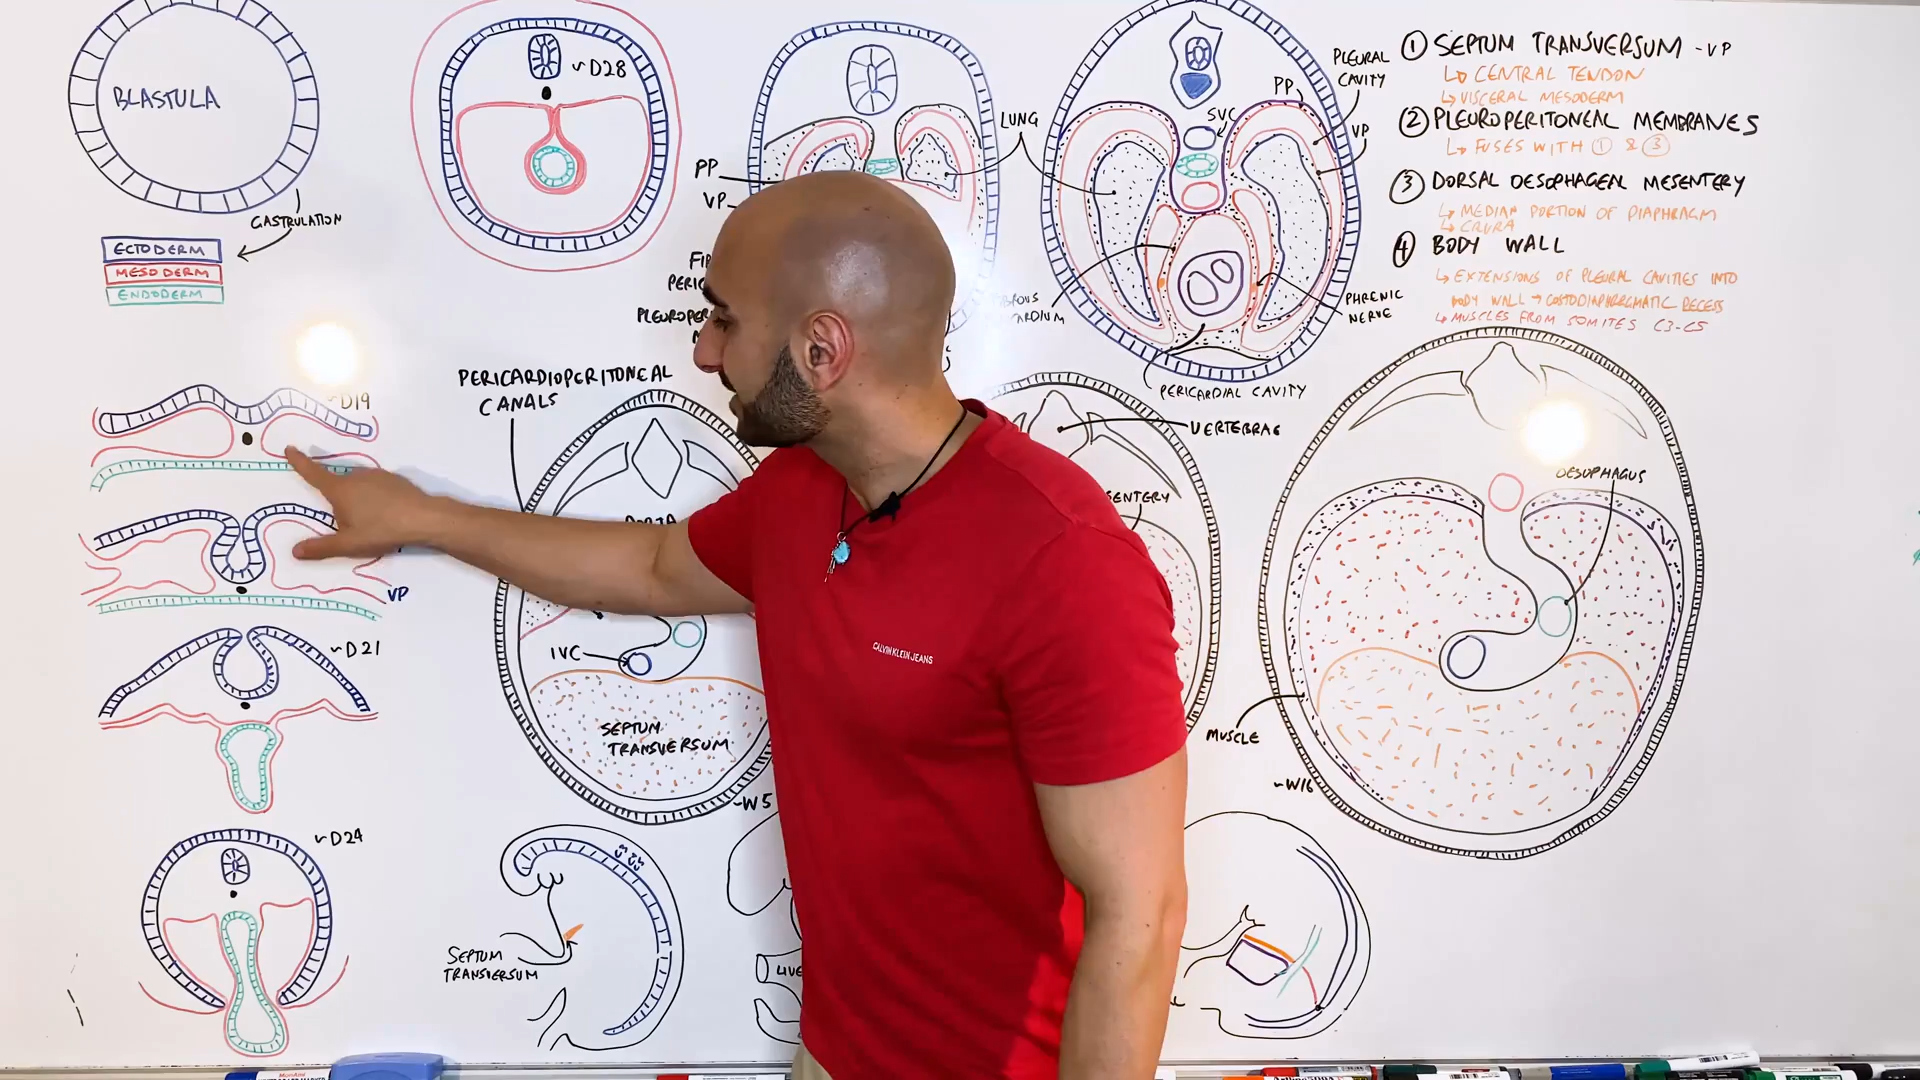 BLASTULA
GASTRULATION
ECTODERM
MESODERM
ENDODERM
~D19
VP
~D21
~D24
~D28
PP
VP
PERICARDIOPERITONEAL
CANALS
IVC
SEPTUM
TRANSVERSUM
~W5
SEPTUM
TRANSVERSUM
LUNG
SVC
PP
PLEURAL
CAVITY
VP
PHRENIC
NERVE
PERICARDIAL CAVITY
VERTEBRAE
OESOPHAGUS
MUSCLE
~W16
① SEPTUM TRANSVERSUM - VP
↳ CENTRAL TENDON
↳ VISCERAL MESODERM
② PLEUROPERITONEAL MEMBRANES
↳ FUSES WITH ① & ③
③ DORSAL OESOPHAGEAL MESENTERY
↳ MEDIAN PORTION OF DIAPHRAGM
↳ CRURA
④ BODY WALL
↳ EXTENSIONS OF PLEURAL CAVITIES INTO
BODY WALL → COSTODIAPHRAGMATIC RECESS
↳ MUSCLES FROM SOMITES C3-C5
CALVIN KLEIN JEANS